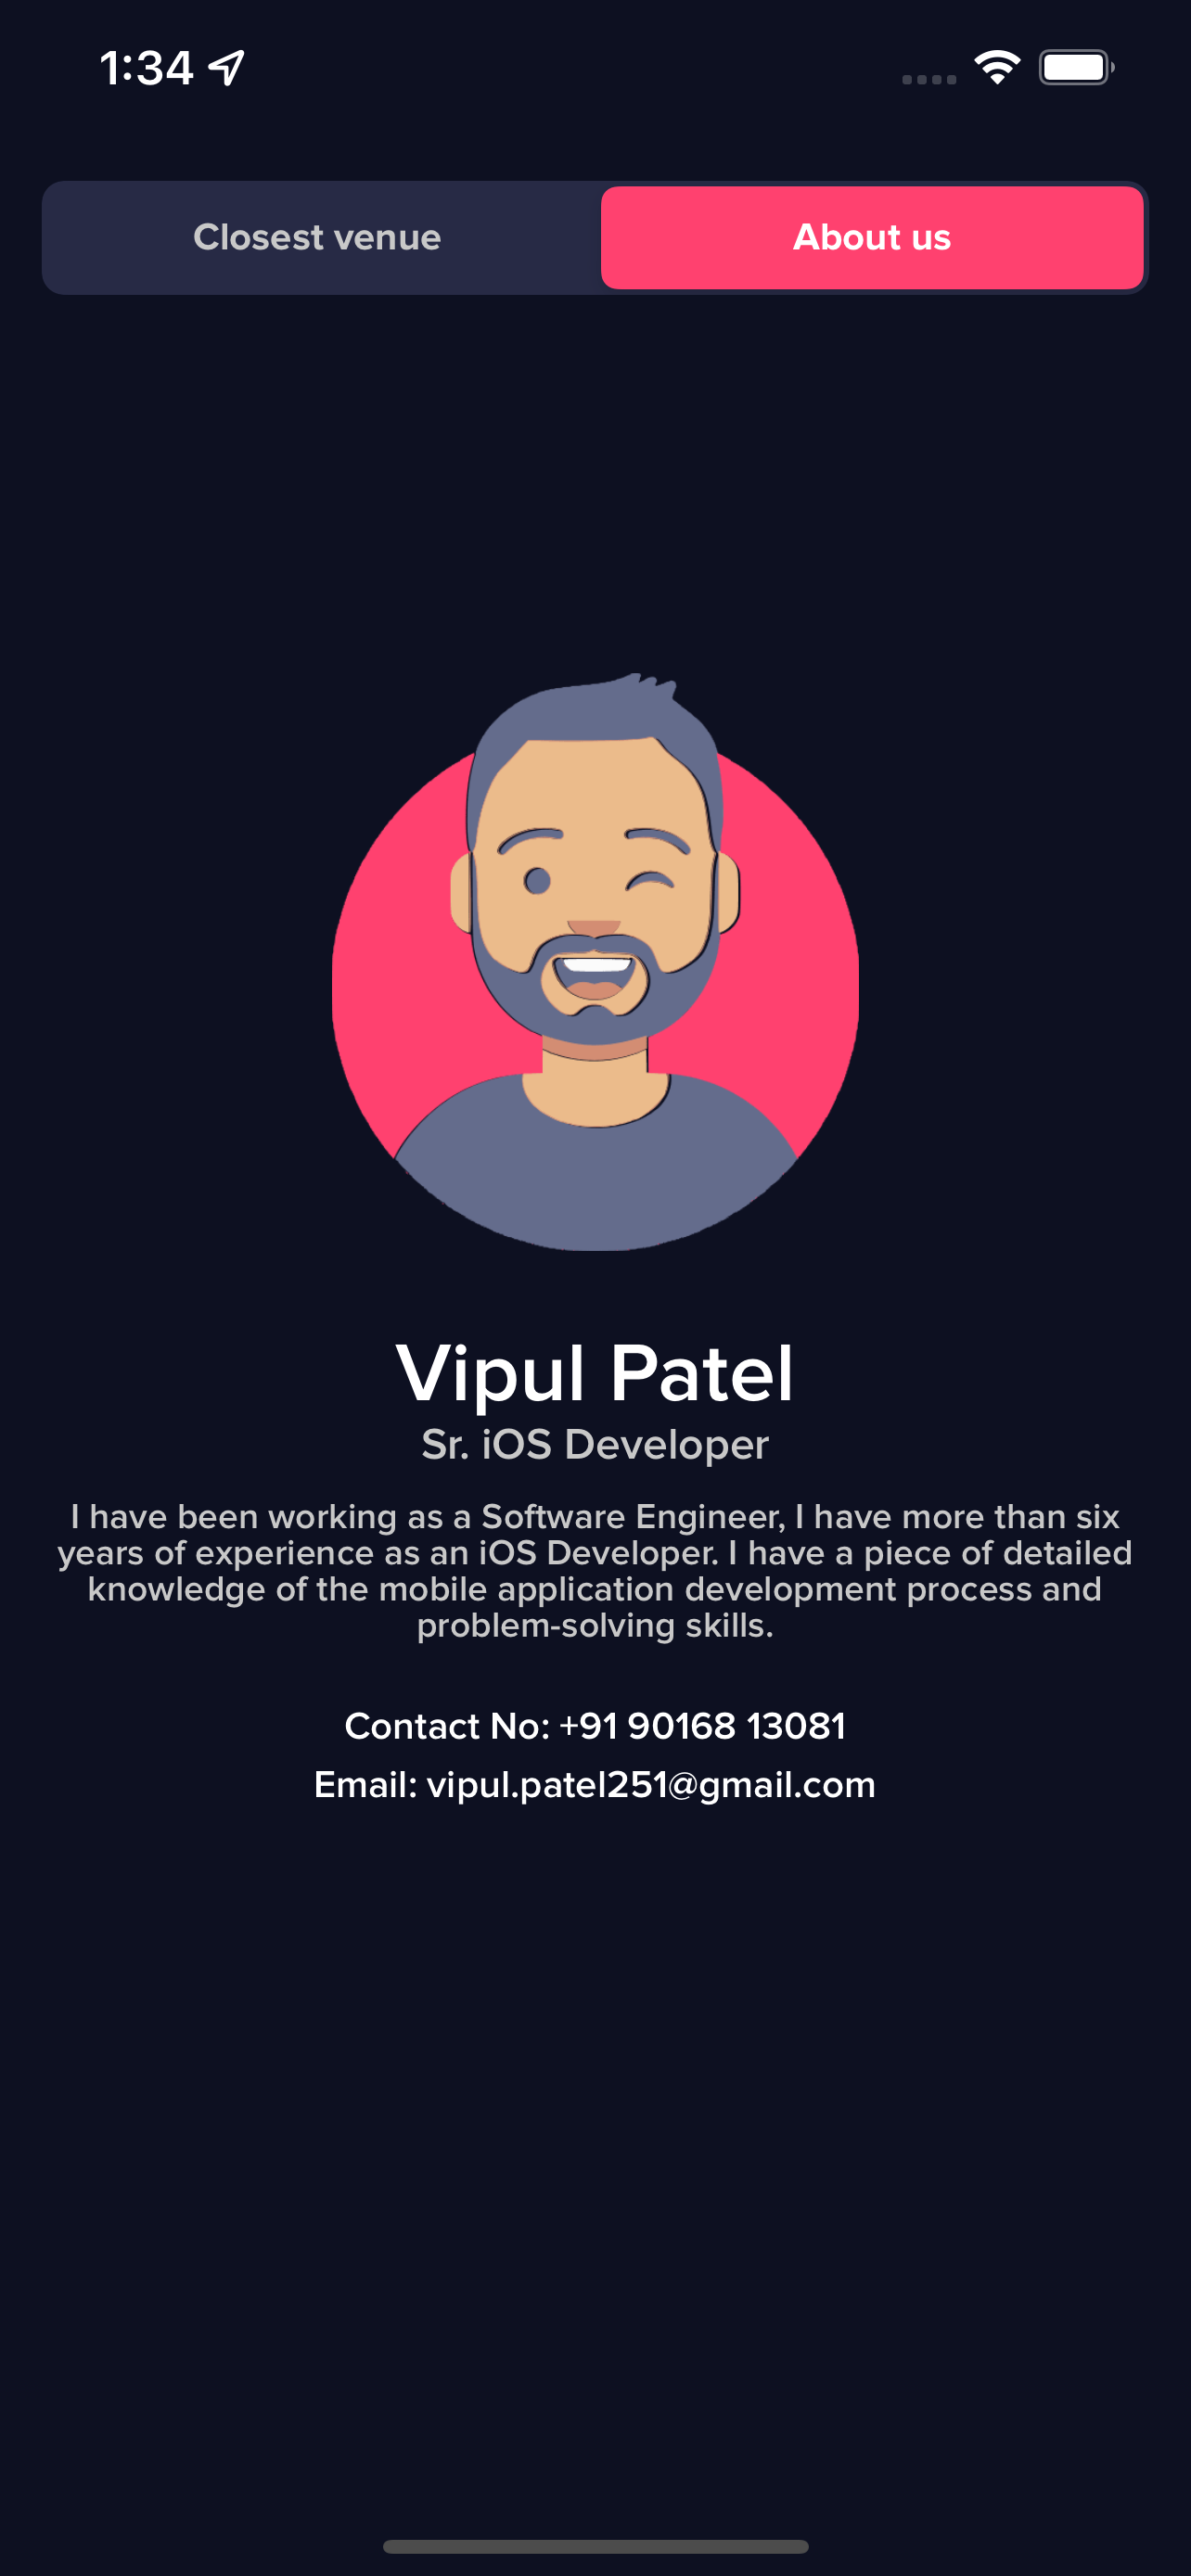 1:34
Closest venue
About us
Vipul Patel
Sr. iOS Developer
I have been working as a Software Engineer, I have more than six
years of experience as an iOS Developer. I have a piece of detailed
knowledge of the mobile application development process and
problem-solving skills.
Contact No: +91 90168 13081
Email: vipul.patel251@gmail.com